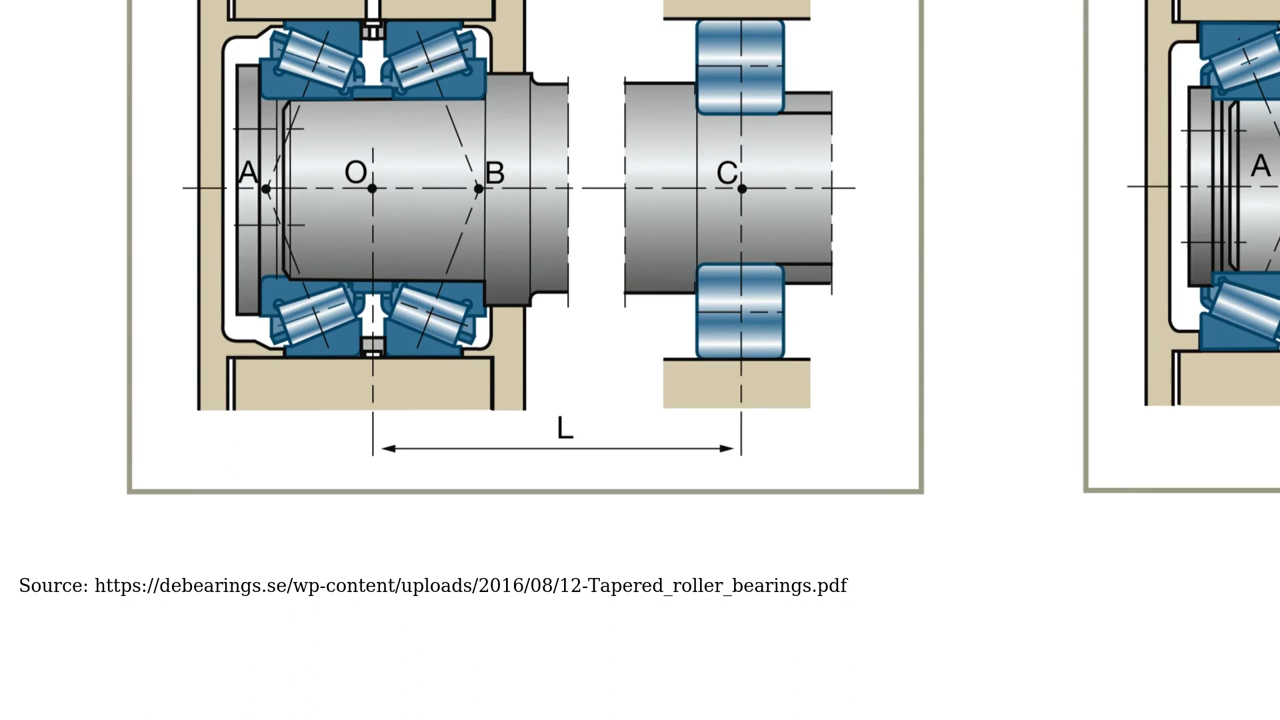 A O B C A
L
Source: https://debearings.se/wp-content/uploads/2016/08/12-Tapered_roller_bearings.pdf